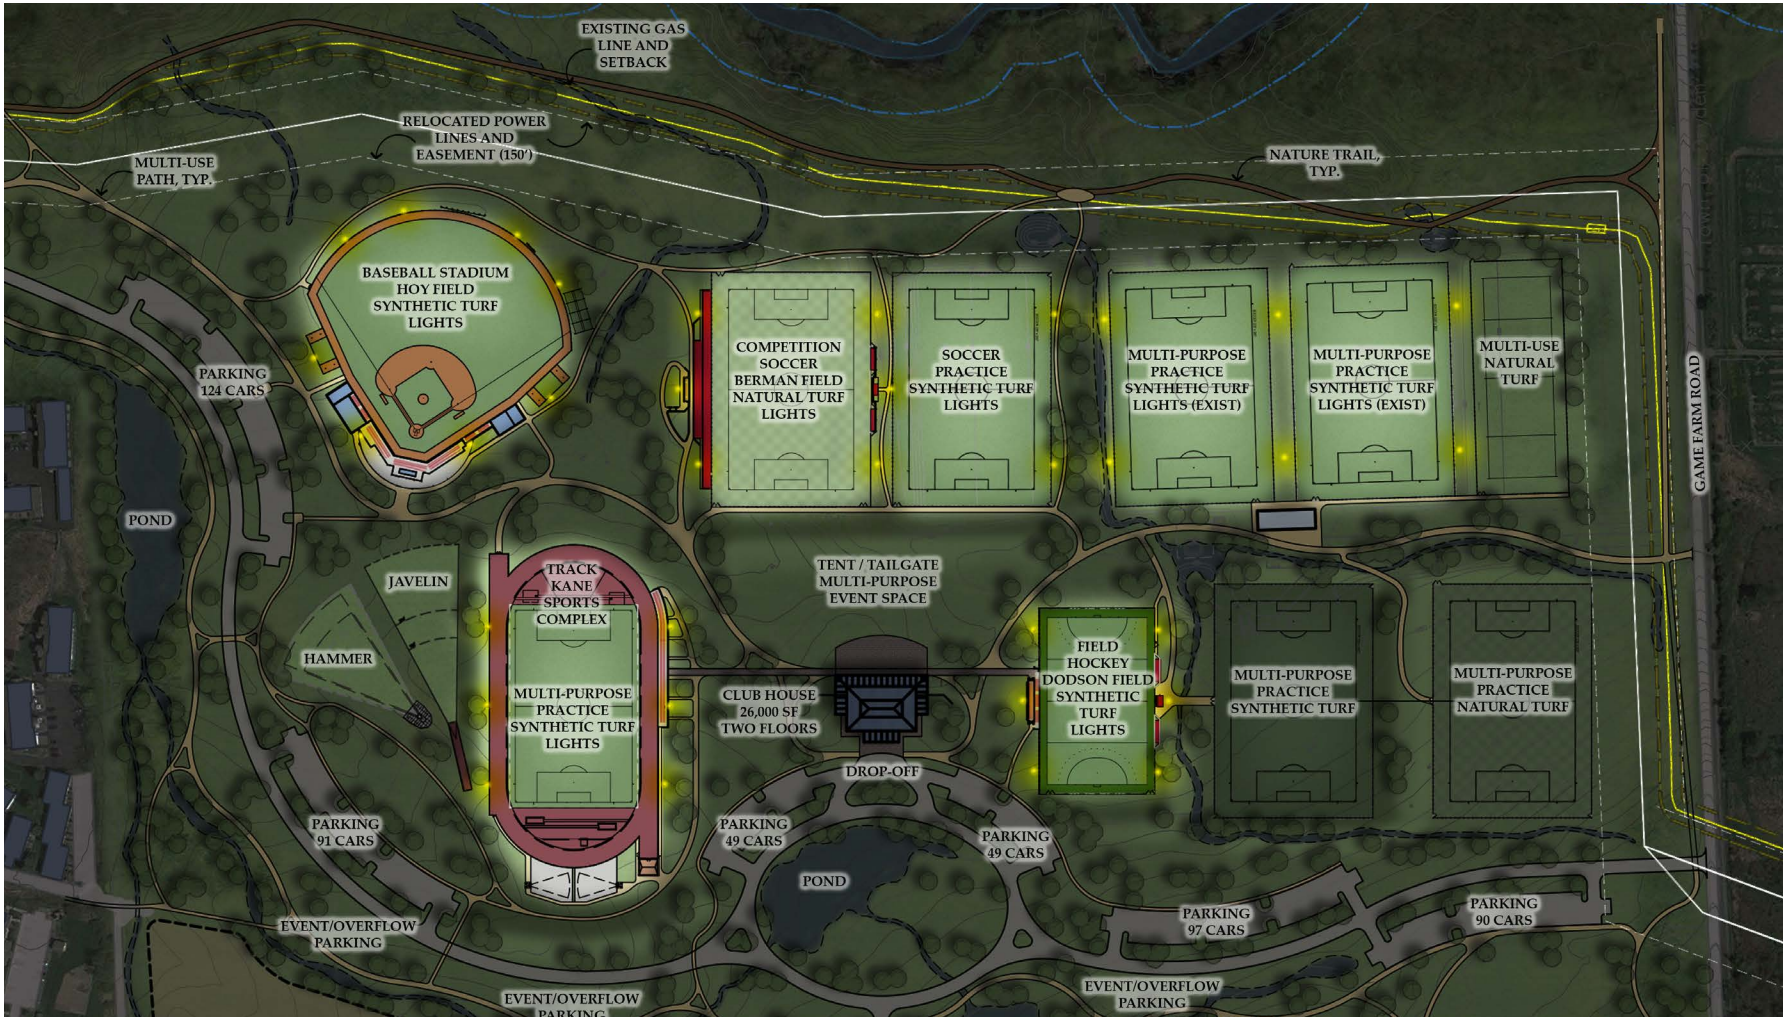 EXISTING GAS
LINE AND
SETBACK
RELOCATED POWER
LINES AND
EASEMENT (150')
MULTI-USE
PATH, TYP.
NATURE TRAIL,
TYP.
BASEBALL STADIUM
HOY FIELD
SYNTHETIC TURF
LIGHTS
PARKING
124 CARS
COMPETITION
SOCCER
BERMAN FIELD
NATURAL TURF
LIGHTS
SOCCER
PRACTICE
SYNTHETIC TURF
LIGHTS
MULTI-PURPOSE
PRACTICE
SYNTHETIC TURF
LIGHTS (EXIST)
MULTI-PURPOSE
PRACTICE
SYNTHETIC TURF
LIGHTS (EXIST)
MULTI-USE
NATURAL
TURF
GAME FARM ROAD
POND
JAVELIN
HAMMER
TRACK
KANE
SPORTS
COMPLEX
MULTI-PURPOSE
PRACTICE
SYNTHETIC TURF
LIGHTS
TENT / TAILGATE
MULTI-PURPOSE
EVENT SPACE
CLUB HOUSE
26,000 SF
TWO FLOORS
DROP-OFF
FIELD
HOCKEY
DODSON FIELD
SYNTHETIC
TURF
LIGHTS
MULTI-PURPOSE
PRACTICE
SYNTHETIC TURF
MULTI-PURPOSE
PRACTICE
NATURAL TURF
PARKING
91 CARS
PARKING
49 CARS
PARKING
49 CARS
POND
PARKING
97 CARS
PARKING
90 CARS
EVENT/OVERFLOW
PARKING
EVENT/OVERFLOW
PARKING
EVENT/OVERFLOW
PARKING